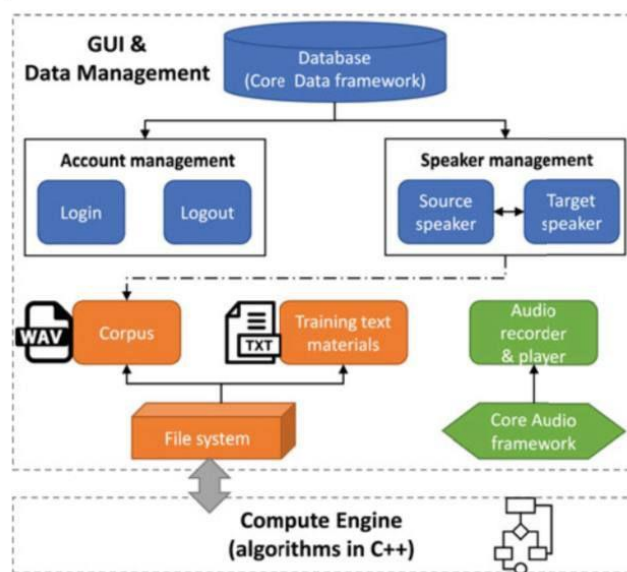 GUI &
Data Management
Database
(Core Data framework)
Account management
Login
Logout
Speaker management
Source
speaker
Target
speaker
WAV
Corpus
TXT
Training text
materials
Audio
recorder
& player
File system
Core Audio
framework
Compute Engine
(algorithms in C++)